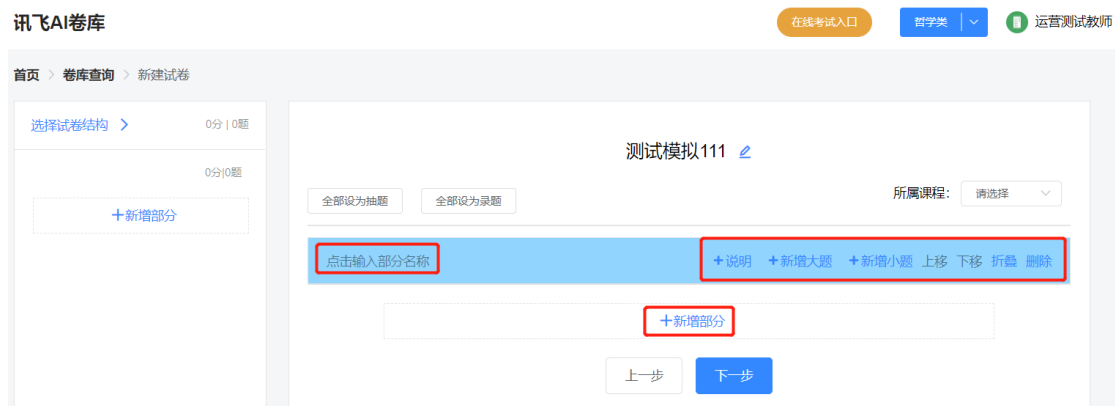 讯飞AI卷库 在线考试入口 哲学类 运营测试教师
首页 > 卷库查询 > 新建试卷
选择试卷结构 > 0分 | 0题
0分|0题
+新增部分
测试模拟111
全部设为抽题 全部设为录题 所属课程: 请选择
点击输入部分名称 +说明 +新增大题 +新增小题 上移 下移 折叠 删除
+新增部分
上一步 下一步